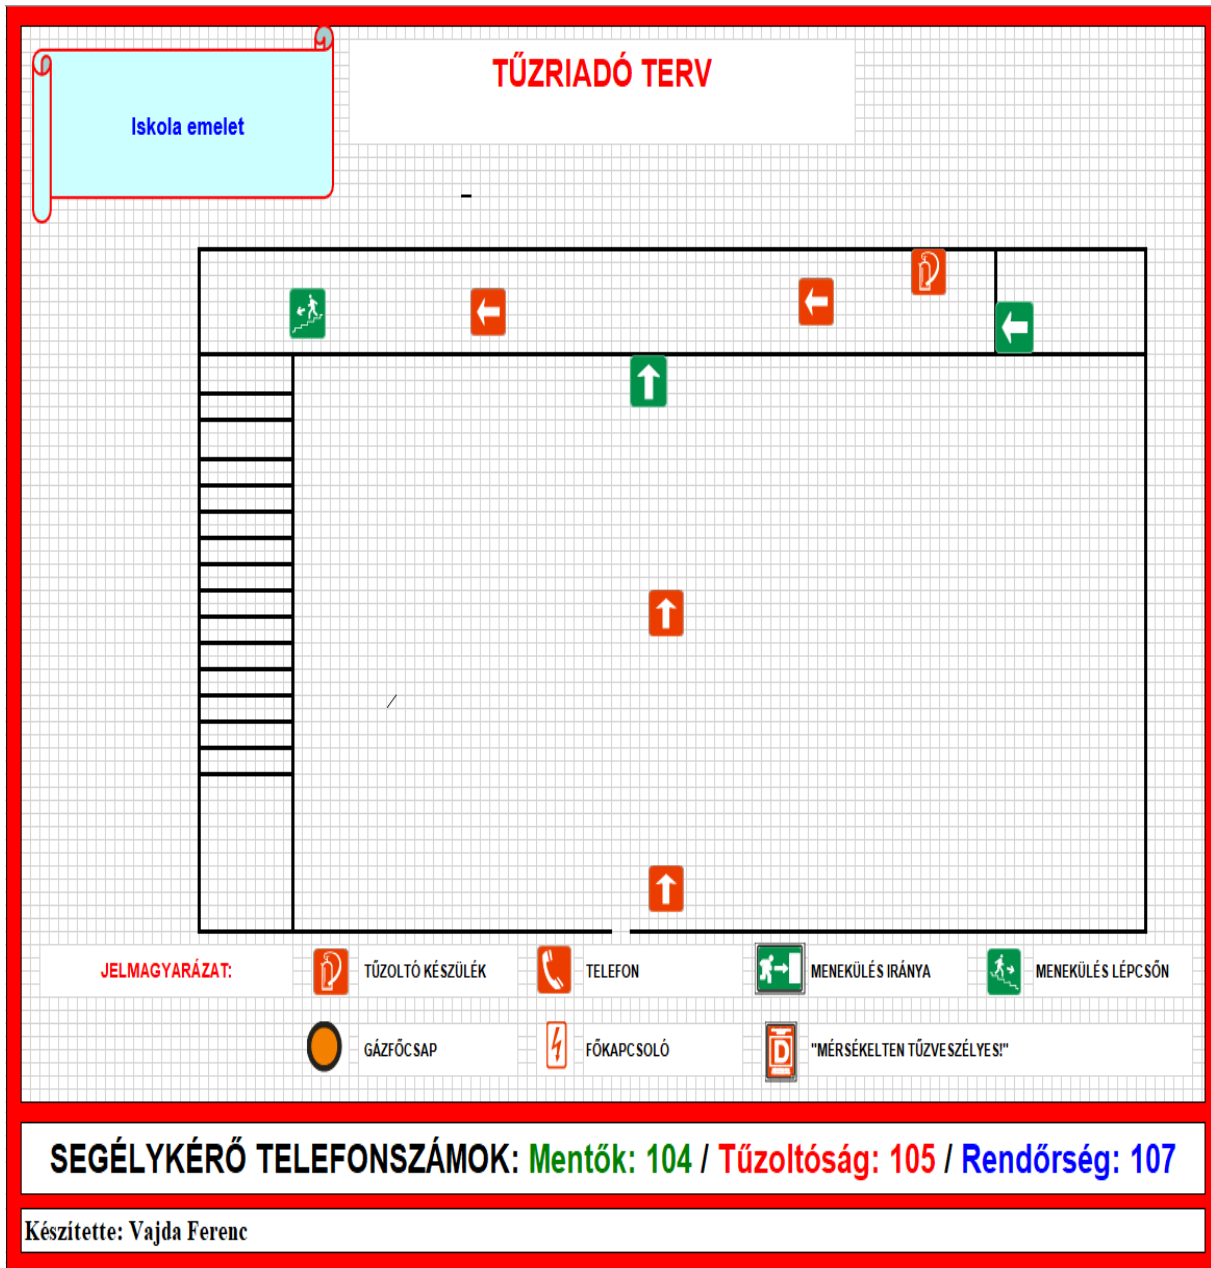 TŰZRIADÓ TERV
Iskola emelet
JELMAGYARÁZAT:
TŰZOLTÓ KÉSZÜLÉK
TELEFON
MENEKÜLÉS IRÁNYA
MENEKÜLÉS LÉPCSŐN
GÁZFŐCSAP
FŐKAPCSOLÓ
D
"MÉRSÉKELTEN TŰZVESZÉLYES!"
SEGÉLYKÉRŐ TELEFONSZÁMOK: Mentők: 104 / Tűzoltóság: 105 / Rendőrség: 107
Készítette: Vajda Ferenc